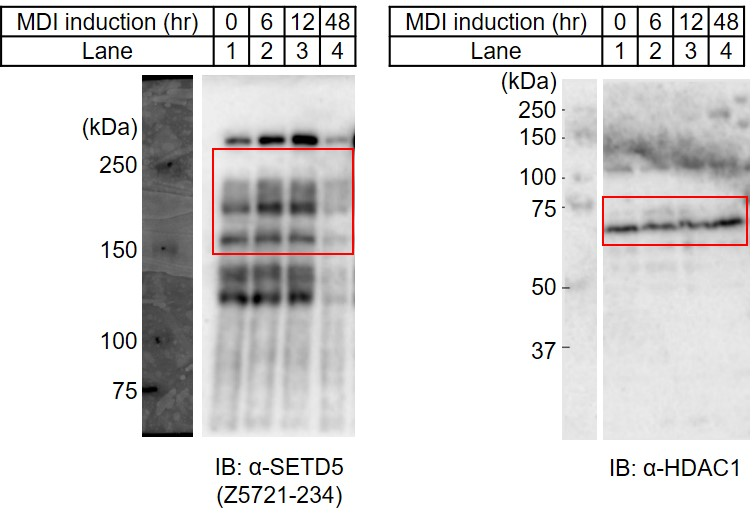 MDI induction (hr) 0 6 12 48
Lane 1 2 3 4
(kDa)
250
150
100
75
IB: α-SETD5
(Z5721-234)
MDI induction (hr) 0 6 12 48
Lane 1 2 3 4
(kDa)
250
150
100
75
50
37
IB: α-HDAC1